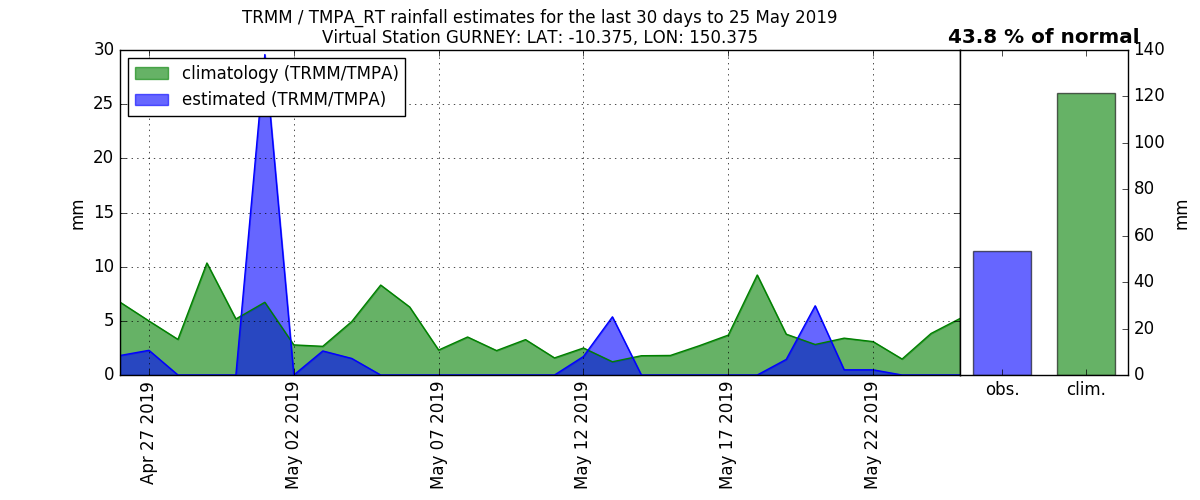 TRMM / TMPA_RT rainfall estimates for the last 30 days to 25 May 2019
Virtual Station GURNEY: LAT: -10.375, LON: 150.375
43.8 % of normal
climatology (TRMM/TMPA)
estimated (TRMM/TMPA)
30
25
20
15
10
5
0
mm
Apr 27 2019
May 02 2019
May 07 2019
May 12 2019
May 17 2019
May 22 2019
140
120
100
80
60
40
20
0
mm
obs.
clim.